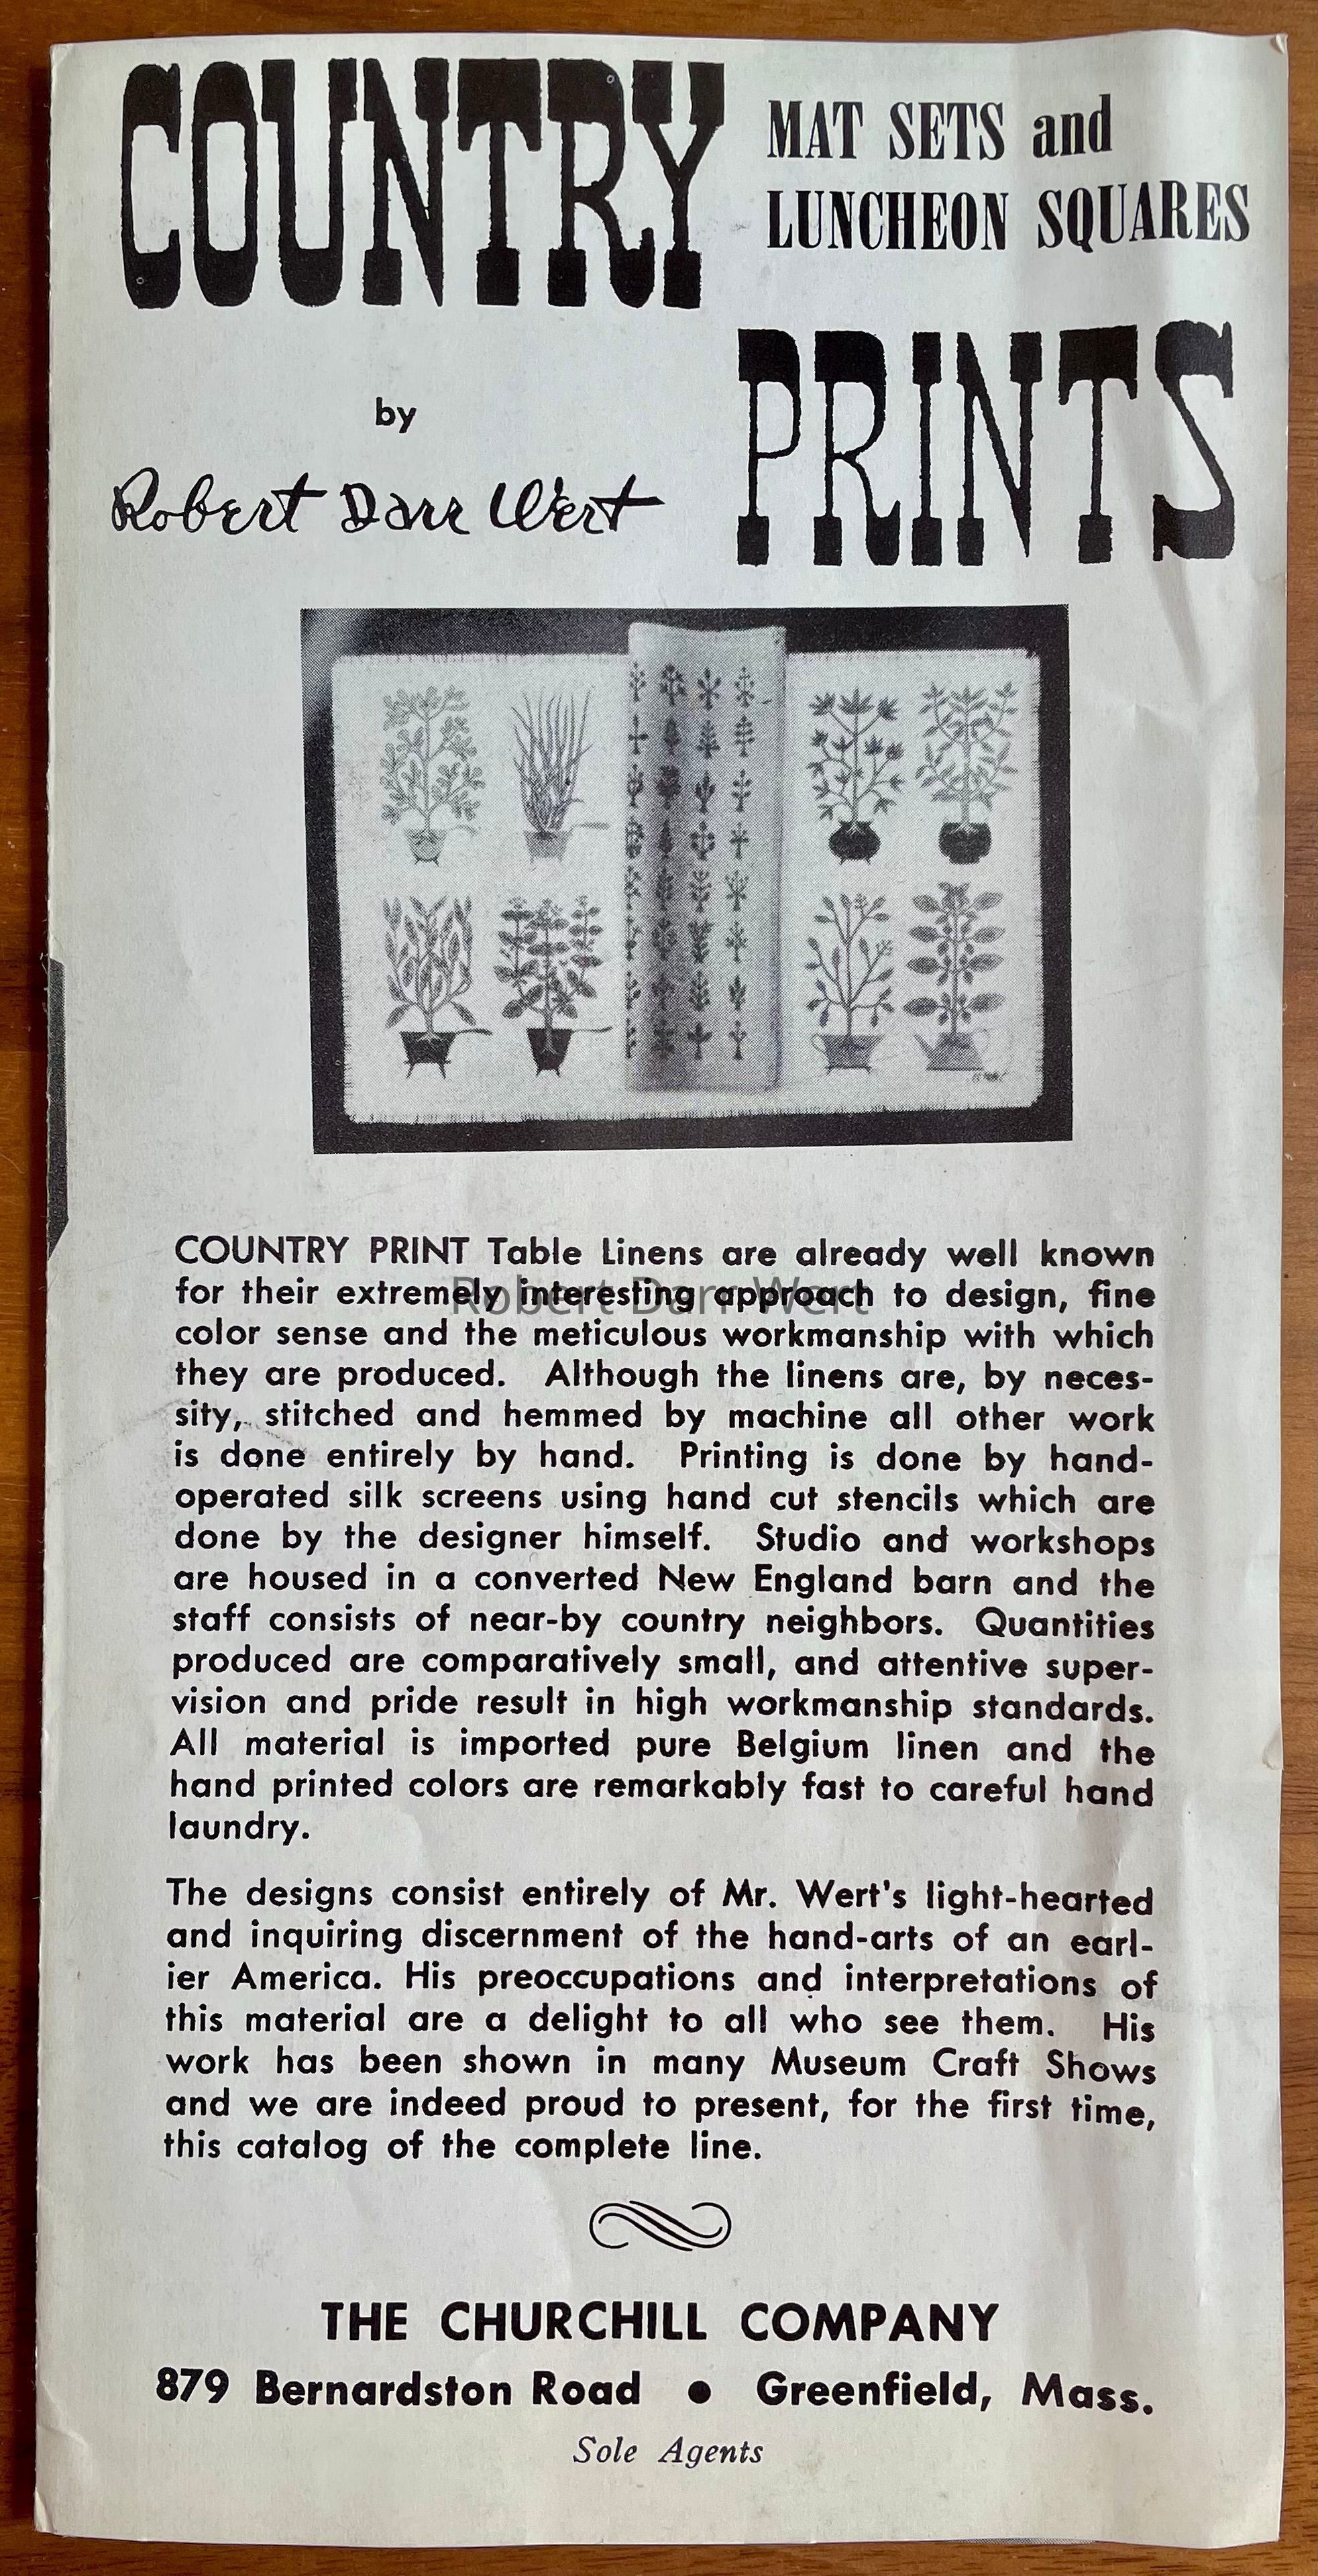 COUNTRY
MAT SETS and
LUNCHEON SQUARES
PRINTS
by
Robert Darr Wert
COUNTRY PRINT Table Linens are already well known
for their extremely interesting approach to design, fine
Robert Darr Wert
color sense and the meticulous workmanship with which
they are produced. Although the linens are, by neces-
sity, stitched and hemmed by machine all other work
is done entirely by hand. Printing is done by hand-
operated silk screens using hand cut stencils which are
done by the designer himself. Studio and workshops
are housed in a converted New England barn and the
staff consists of near-by country neighbors. Quantities
produced are comparatively small, and attentive super-
vision and pride result in high workmanship standards.
All material is imported pure Belgium linen and the
hand printed colors are remarkably fast to careful hand
laundry.
The designs consist entirely of Mr. Wert's light-hearted
and inquiring discernment of the hand-arts of an earl-
ier America. His preoccupations and interpretations of
this material are a delight to all who see them. His
work has been shown in many Museum Craft Shows
and we are indeed proud to present, for the first time,
this catalog of the complete line.
THE CHURCHILL COMPANY
879 Bernardston Road ● Greenfield, Mass.
Sole Agents